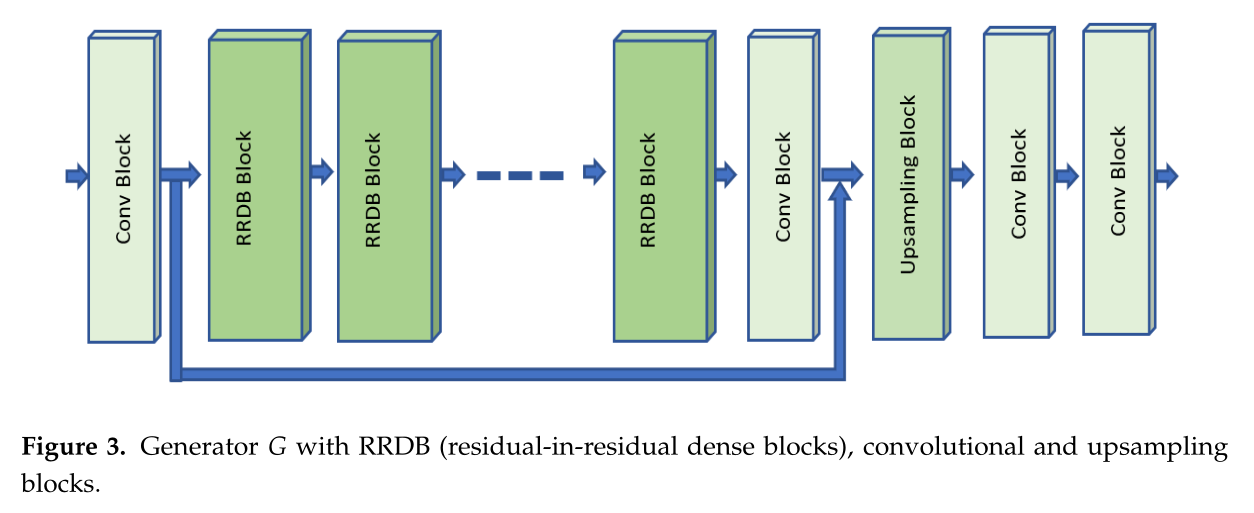 Conv Block
RRDB Block
RRDB Block
RRDB Block
Conv Block
Upsampling Block
Conv Block
Conv Block
Figure 3. Generator G with RRDB (residual-in-residual dense blocks), convolutional and upsampling
blocks.